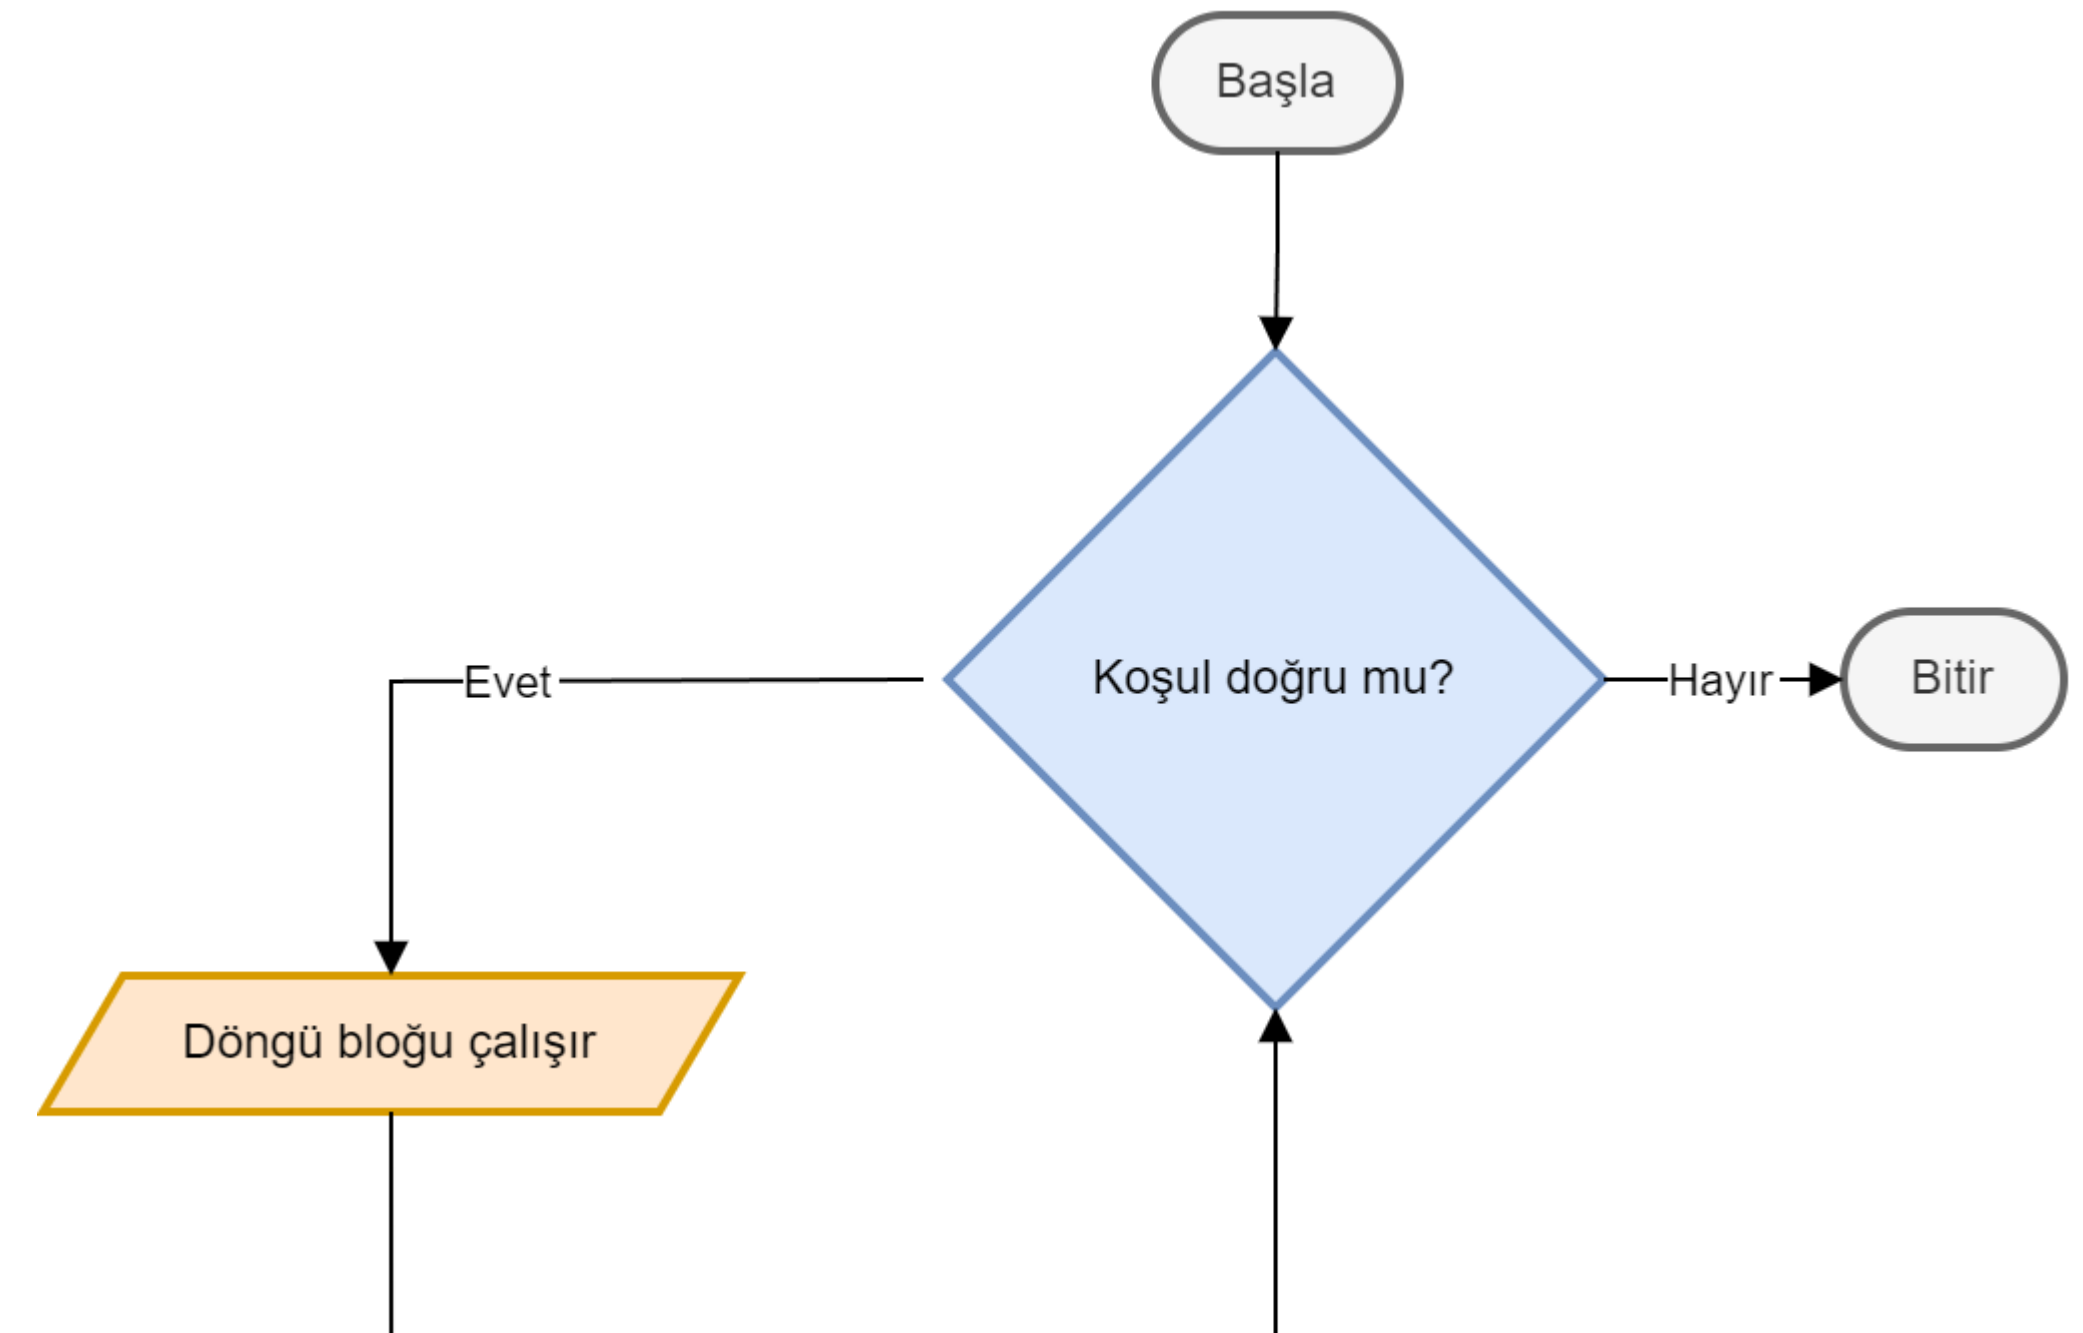 Başla
Koşul doğru mu?
Evet
Hayır
Bitir
Döngü bloğu çalışır